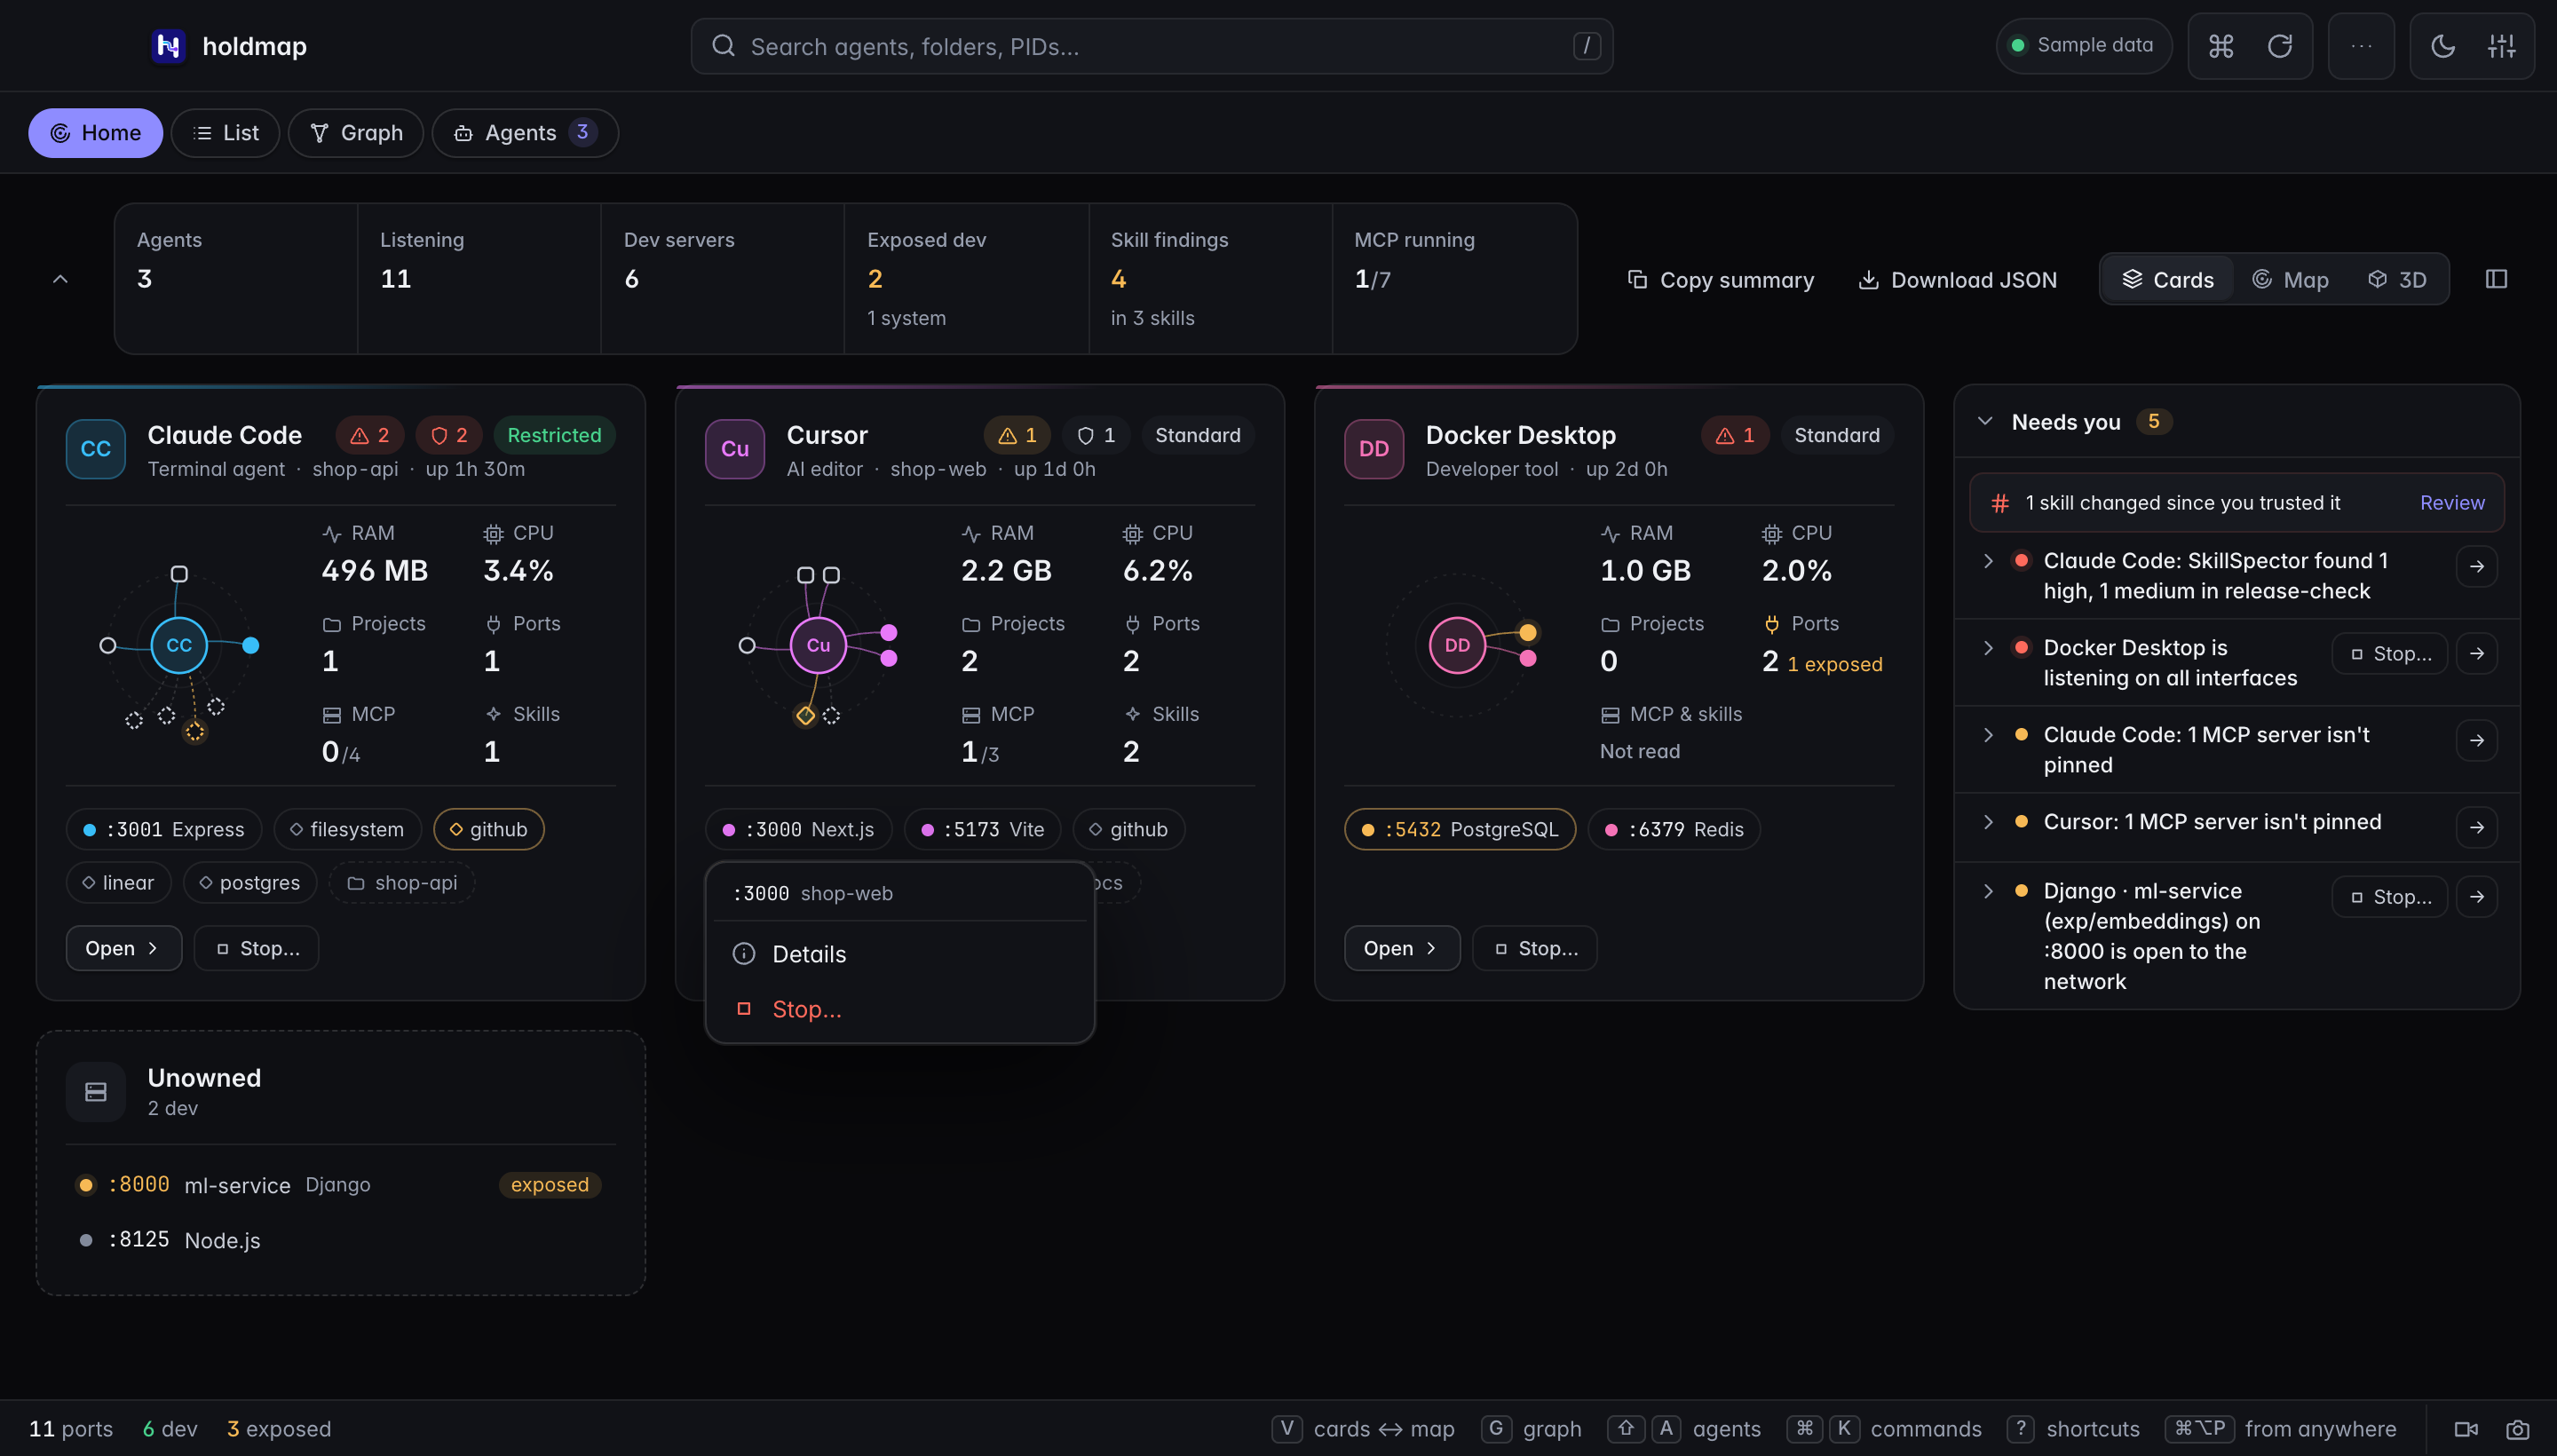 holdmap
Search agents, folders, PIDs...
/
Sample data
Home
List
Graph
Agents 3
Agents
3
Listening
11
Dev servers
6
Exposed dev
2
1 system
Skill findings
4
in 3 skills
MCP running
1/7
Copy summary
Download JSON
Cards
Map
3D
CC
Claude Code
2
2
Restricted
Terminal agent · shop-api · up 1h 30m
CC
RAM
496 MB
CPU
3.4%
Projects
1
Ports
1
MCP
0/4
Skills
1
:3001 Express
filesystem
github
linear
postgres
shop-api
Open
Stop...
Cu
Cursor
1
1
Standard
AI editor · shop-web · up 1d 0h
Cu
RAM
2.2 GB
CPU
6.2%
Projects
2
Ports
2
MCP
1/3
Skills
2
:3000 Next.js
:5173 Vite
github
ocs
:3000 shop-web
Details
Stop...
DD
Docker Desktop
1
Standard
Developer tool · up 2d 0h
DD
RAM
1.0 GB
CPU
2.0%
Projects
0
Ports
2 1 exposed
MCP & skills
Not read
:5432 PostgreSQL
:6379 Redis
Open
Stop...
Needs you 5
1 skill changed since you trusted it
Review
Claude Code: SkillSpector found 1
high, 1 medium in release-check
Docker Desktop is
listening on all interfaces
Stop...
Claude Code: 1 MCP server isn't
pinned
Cursor: 1 MCP server isn't pinned
Django · ml-service
(exp/embeddings) on
:8000 is open to the
network
Stop...
Unowned
2 dev
:8000 ml-service Django
exposed
:8125 Node.js
11 ports
6 dev
3 exposed
V cards ↔ map
G graph
⇧ A agents
⌘ K commands
? shortcuts
⌘⌥P from anywhere